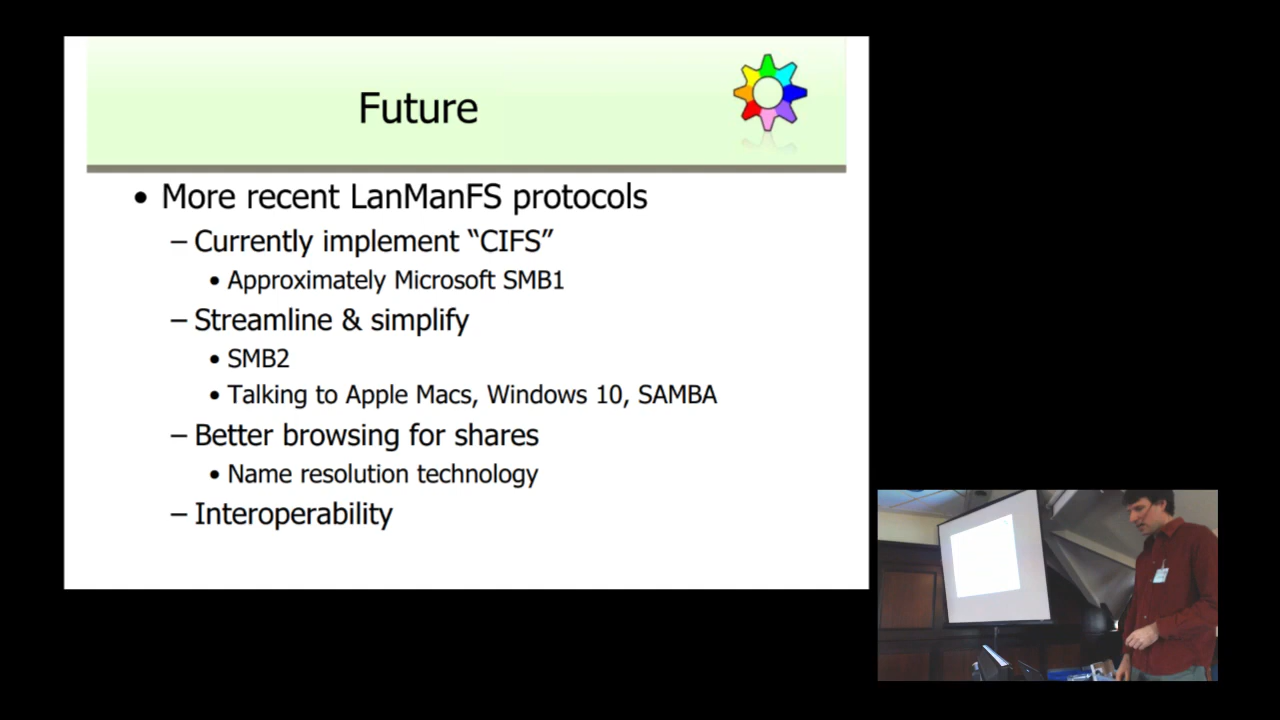 Future
• More recent LanManFS protocols
– Currently implement “CIFS”
• Approximately Microsoft SMB1
– Streamline & simplify
• SMB2
• Talking to Apple Macs, Windows 10, SAMBA
– Better browsing for shares
• Name resolution technology
– Interoperability